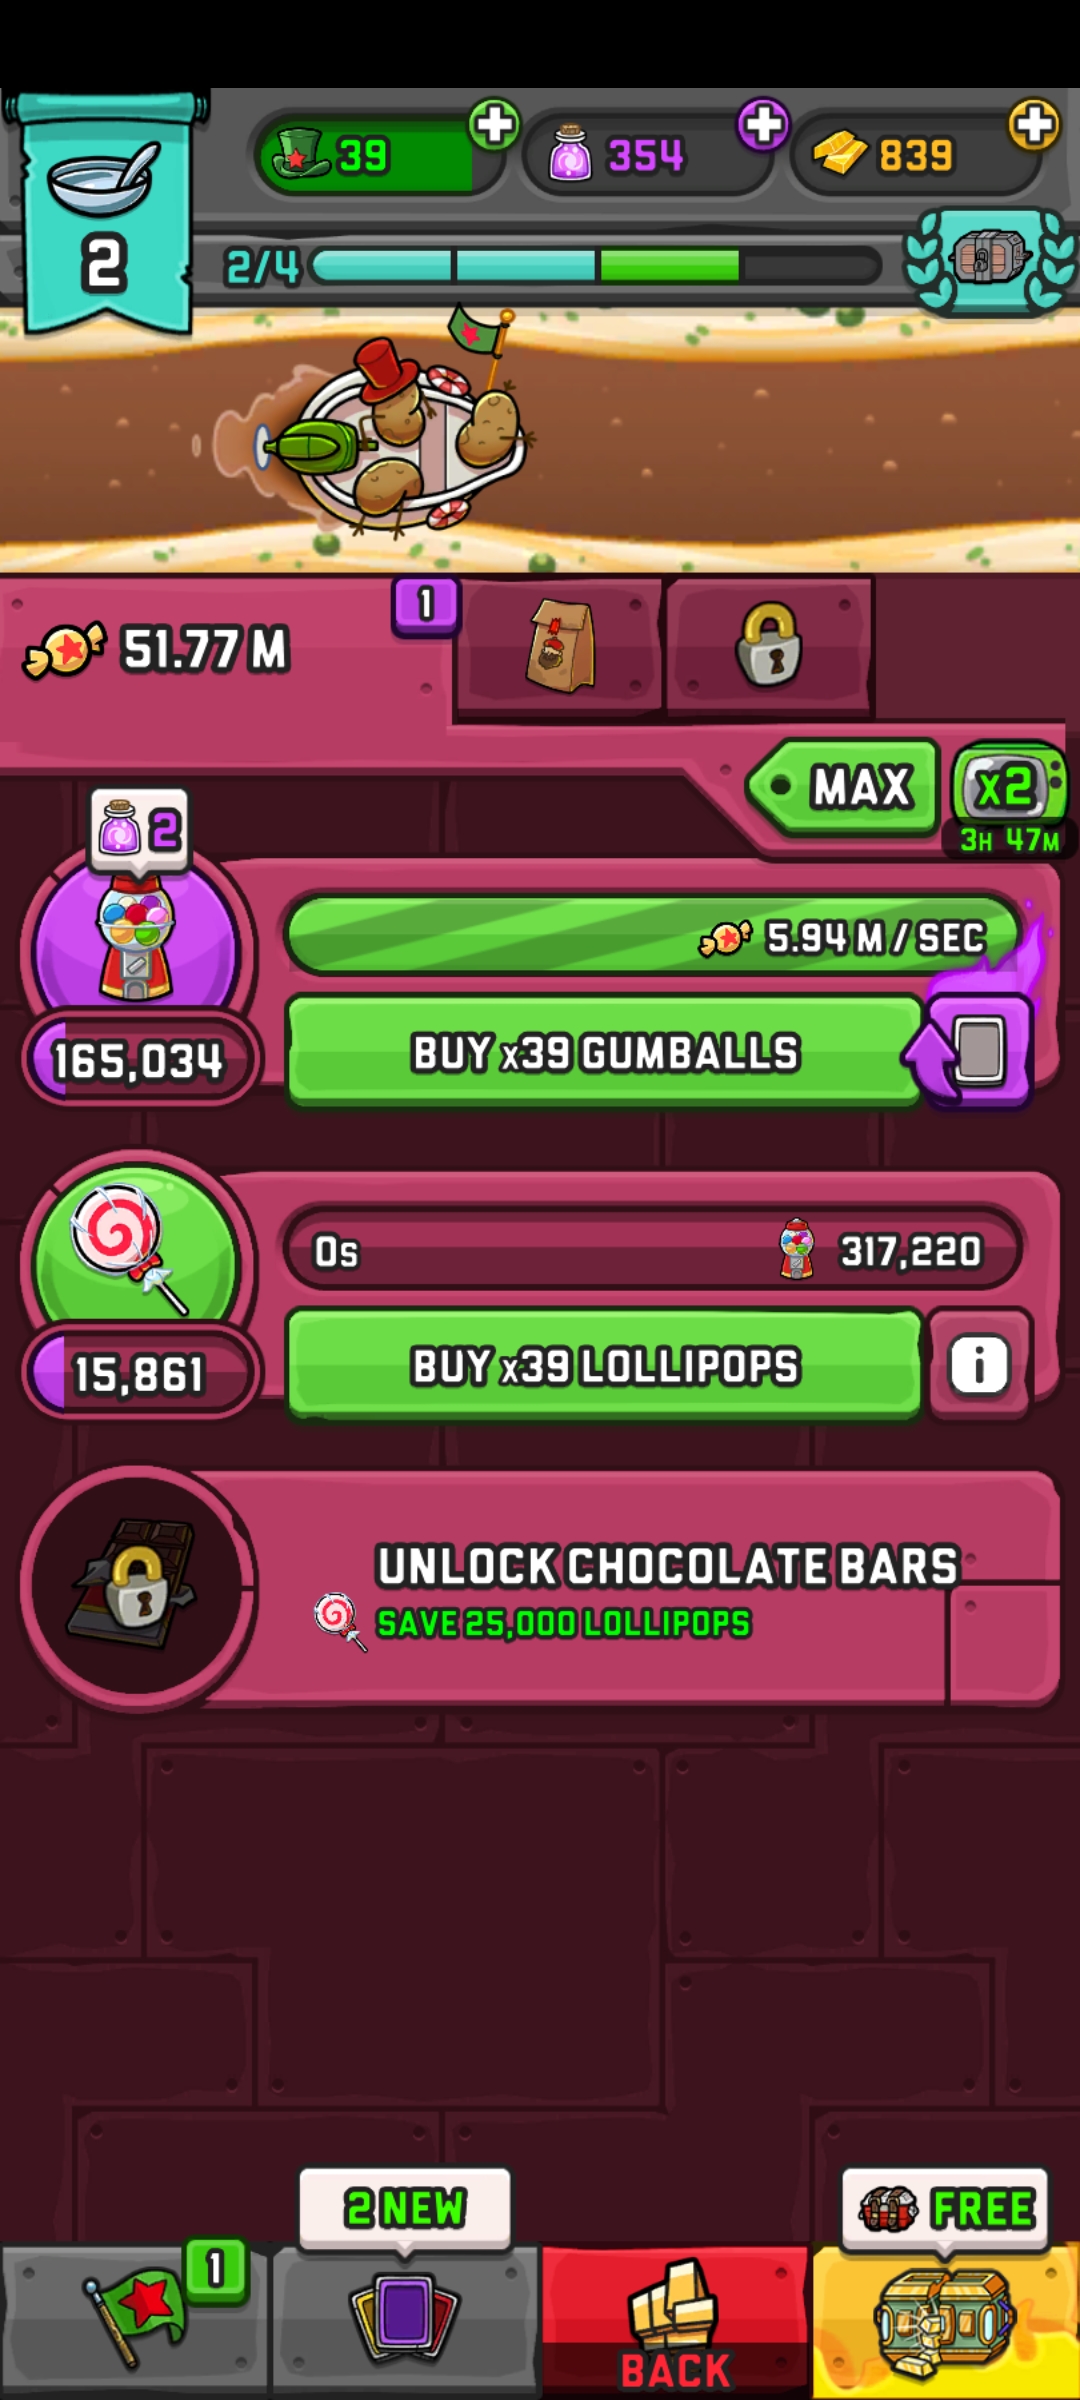 39
354
839
2
2/4
51.77 M
1
MAX
x2
3H 47M
2
5.94 M / SEC
165,034
BUY x39 GUMBALLS
0s
317,220
15,861
BUY x39 LOLLIPOPS
i
UNLOCK CHOCOLATE BARS
SAVE 25,000 LOLLIPOPS
2 NEW
FREE
1
BACK